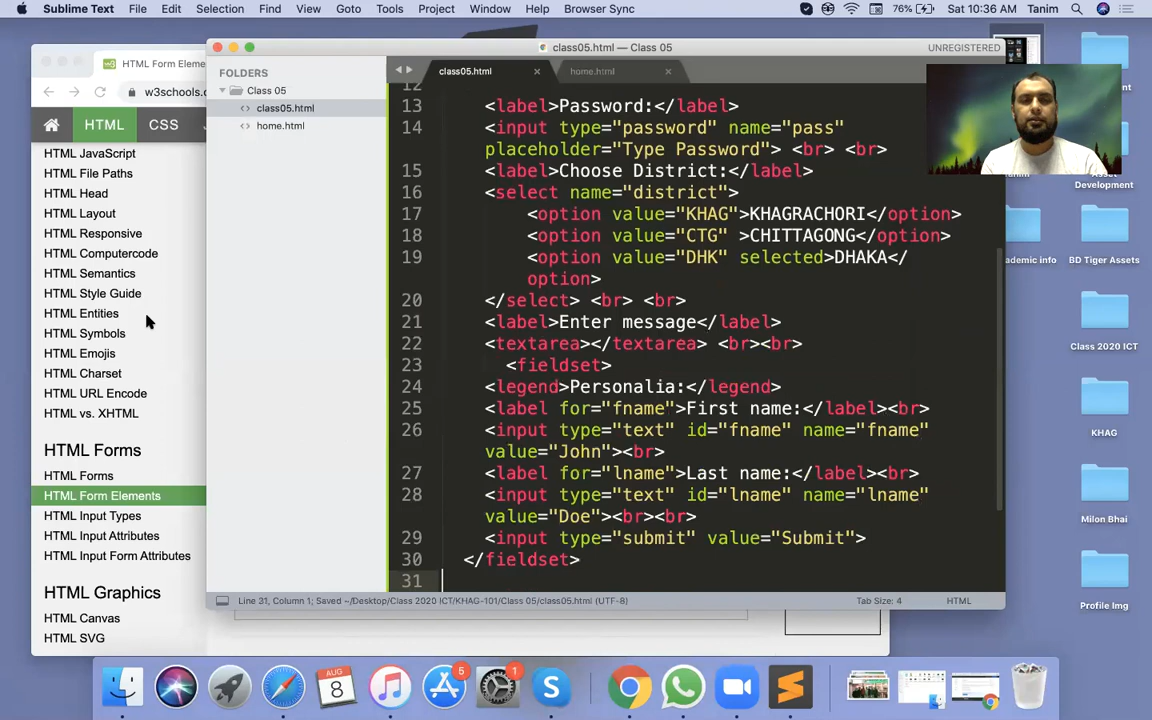 Sublime Text File Edit Selection Find View Goto Tools Project Window Help Browser Sync 76% Sat 10:36 AM Tanim
class05.html — Class 05 UNREGISTERED
HTML Form Eleme
w3schools.c
HTML CSS
HTML JavaScript
HTML File Paths
HTML Head
HTML Layout
HTML Responsive
HTML Computercode
HTML Semantics
HTML Style Guide
HTML Entities
HTML Symbols
HTML Emojis
HTML Charset
HTML URL Encode
HTML vs. XHTML
HTML Forms
HTML Forms
HTML Form Elements
HTML Input Types
HTML Input Attributes
HTML Input Form Attributes
HTML Graphics
HTML Canvas
HTML SVG
FOLDERS
Class 05
class05.html
home.html
class05.html home.html
12
13 <label>Password:</label>
14 <input type="password" name="pass"
placeholder="Type Password"> <br> <br>
15 <label>Choose District:</label>
16 <select name="district">
17 <option value="KHAG">KHAGRACHORI</option>
18 <option value="CTG" >CHITTAGONG</option>
19 <option value="DHK" selected>DHAKA</
option>
20 </select> <br> <br>
21 <label>Enter message</label>
22 <textarea></textarea> <br><br>
23 <fieldset>
24 <legend>Personalia:</legend>
25 <label for="fname">First name:</label><br>
26 <input type="text" id="fname" name="fname"
value="John"><br>
27 <label for="lname">Last name:</label><br>
28 <input type="text" id="lname" name="lname"
value="Doe"><br><br>
29 <input type="submit" value="Submit">
30 </fieldset>
31
Line 31, Column 1; Saved ~/Desktop/Class 2020 ICT/KHAG-101/Class 05/class05.html (UTF-8) Tab Size: 4 HTML
Asset
Development
ademic info
BD Tiger Assets
Class 2020 ICT
KHAG
Milon Bhai
Profile Img
AUG
8
5
1